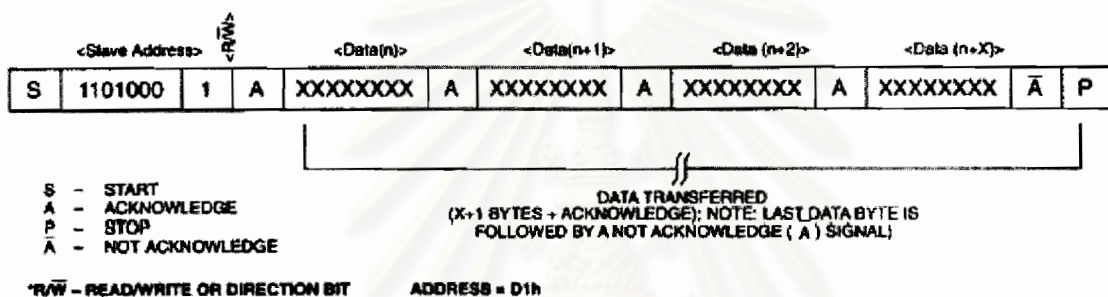 <R/W̅>
<Slave Address> <Data(n)> <Data(n+1)> <Data (n+2)> <Data (n+X)>
S 1101000 1 A XXXXXXXX A XXXXXXXX A XXXXXXXX A XXXXXXXX A̅ P
S – START
A – ACKNOWLEDGE
P – STOP
A̅ – NOT ACKNOWLEDGE
DATA TRANSFERRED
(X+1 BYTES + ACKNOWLEDGE); NOTE: LAST DATA BYTE IS
FOLLOWED BY A NOT ACKNOWLEDGE ( A ) SIGNAL)
*R/W̅ – READ/WRITE OR DIRECTION BIT ADDRESS = D1h